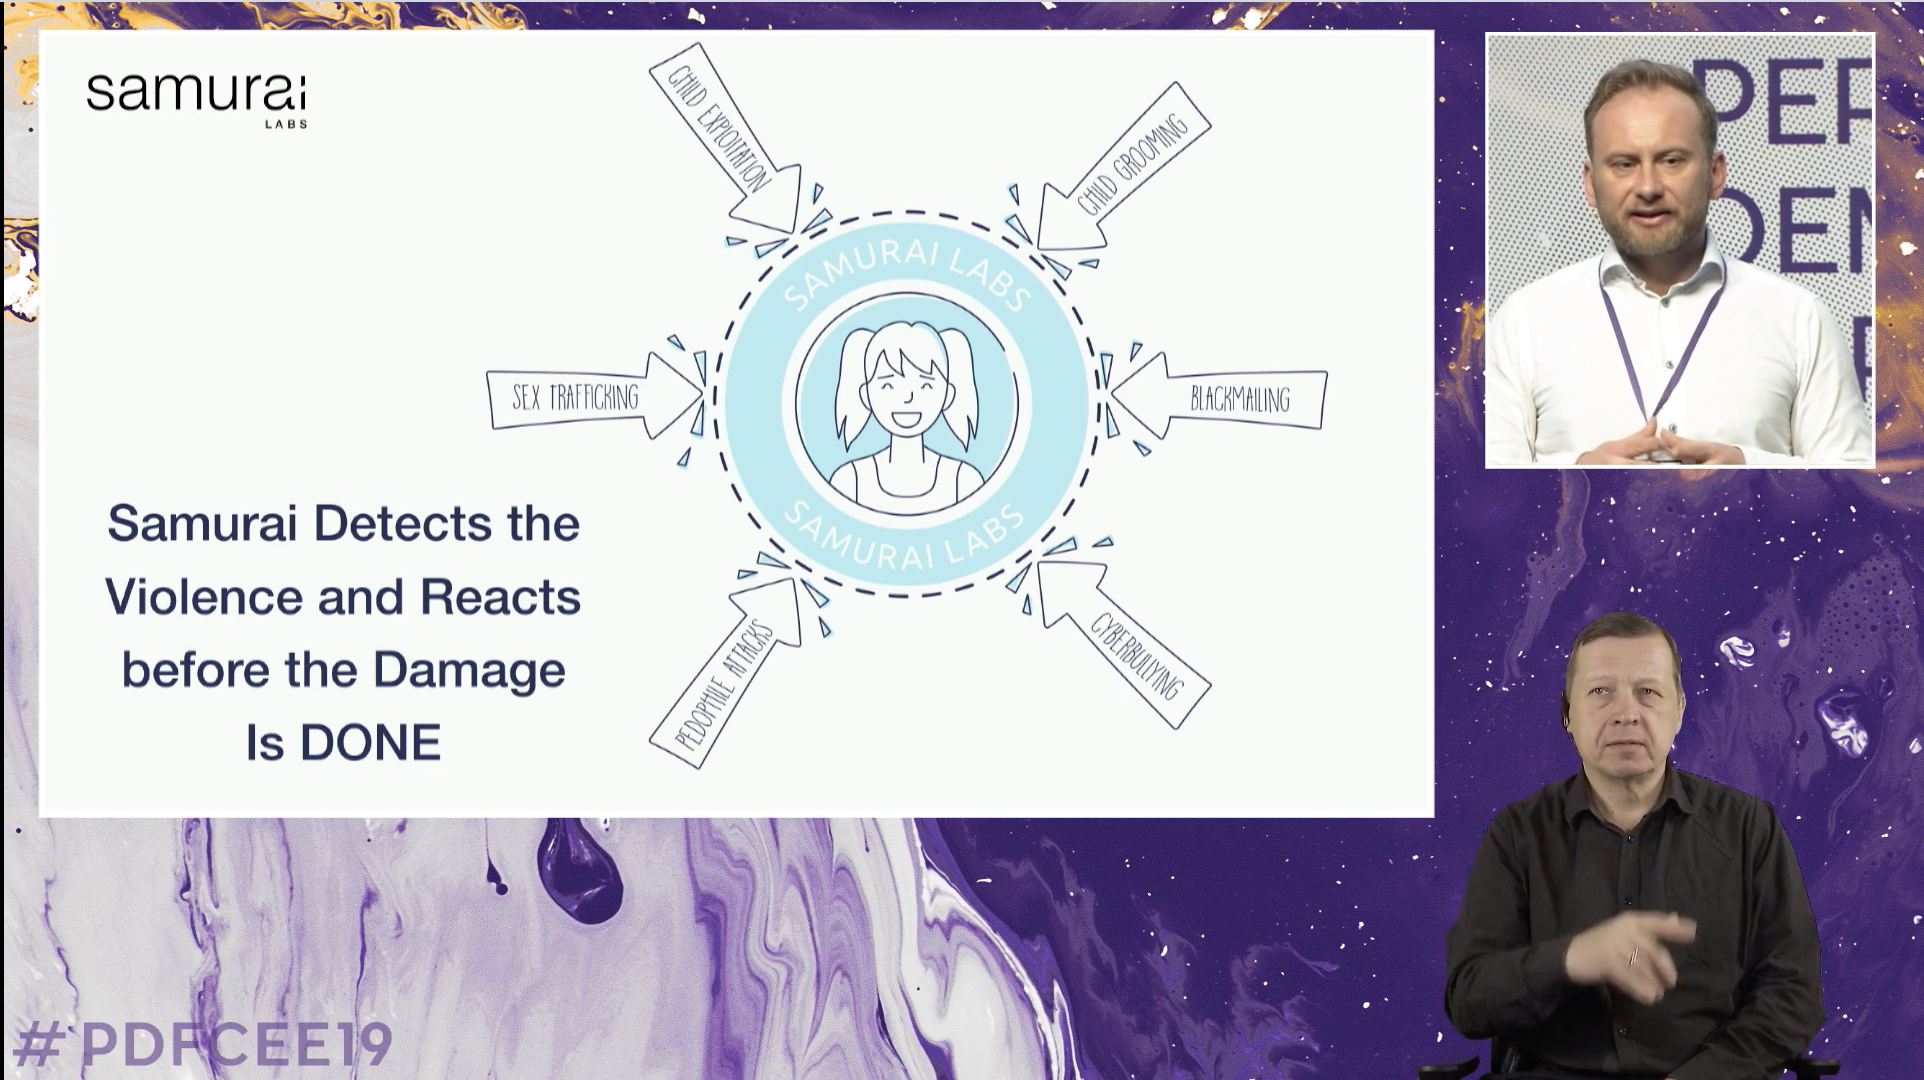 samurai
LABS
CHILD EXPLOITATION
CHILD GROOMING
SAMURAI LABS
SEX TRAFFICKING
BLACKMAILING
SAMURAI LABS
PEDOPHILE ATTACKS
CYBERBULLYING
Samurai Detects the
Violence and Reacts
before the Damage
Is DONE
PER
DEM
#PDFCEE19